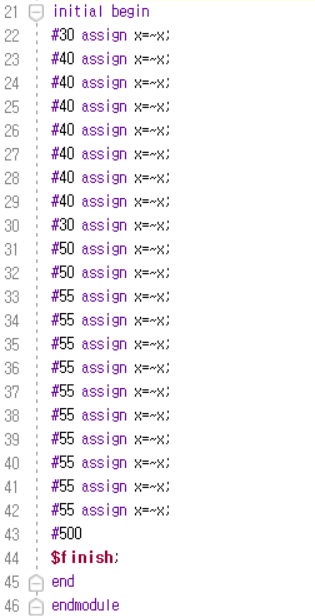 21 initial begin
22 #30 assign x=~x;
23 #40 assign x=~x;
24 #40 assign x=~x;
25 #40 assign x=~x;
26 #40 assign x=~x;
27 #40 assign x=~x;
28 #40 assign x=~x;
29 #40 assign x=~x;
30 #30 assign x=~x;
31 #50 assign x=~x;
32 #50 assign x=~x;
33 #55 assign x=~x;
34 #55 assign x=~x;
35 #55 assign x=~x;
36 #55 assign x=~x;
37 #55 assign x=~x;
38 #55 assign x=~x;
39 #55 assign x=~x;
40 #55 assign x=~x;
41 #55 assign x=~x;
42 #55 assign x=~x;
43 #500
44 $finish;
45 end
46 endmodule